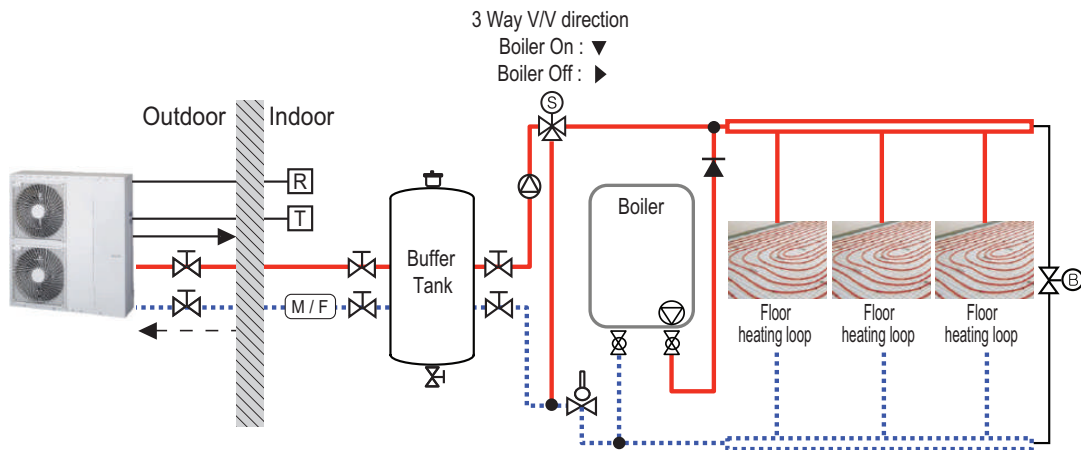 3 Way V/V direction
Boiler On : ▼
Boiler Off : ▶
Outdoor
Indoor
S
R
T
Boiler
Buffer
Tank
M / F
B
Floor
heating loop
Floor
heating loop
Floor
heating loop